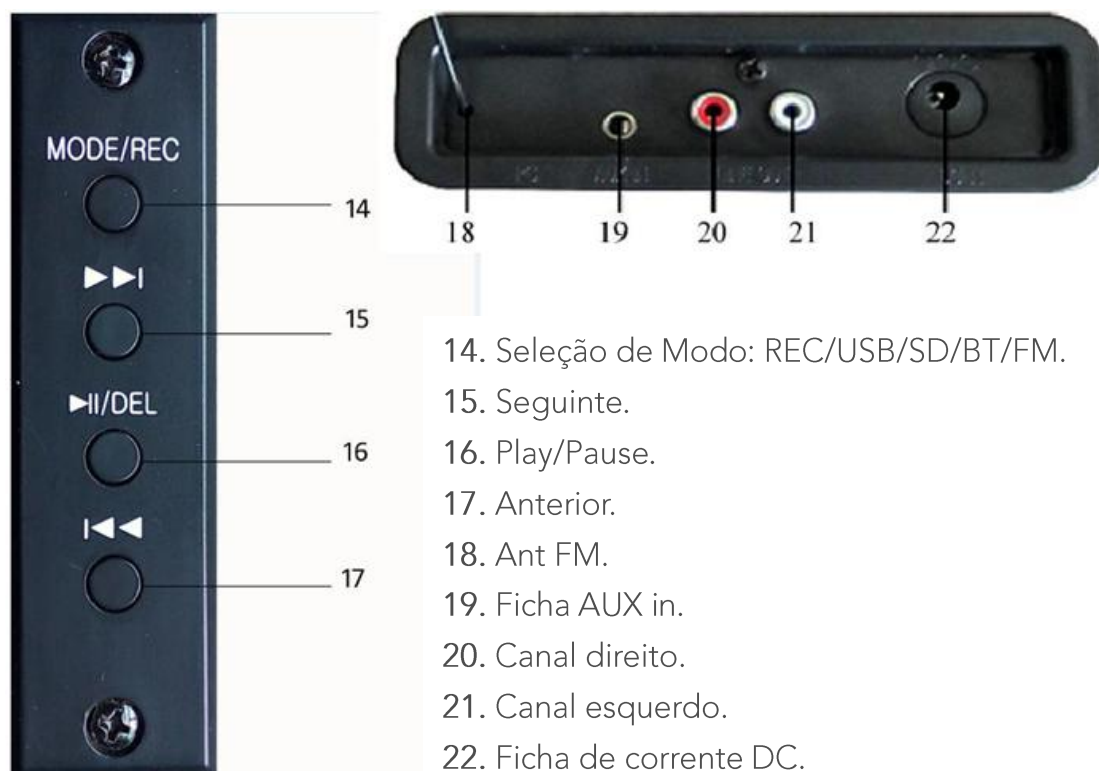 MODE/REC
14
15
▶II/DEL
16
17
18 19 20 21 22
14. Seleção de Modo: REC/USB/SD/BT/FM.
15. Seguinte.
16. Play/Pause.
17. Anterior.
18. Ant FM.
19. Ficha AUX in.
20. Canal direito.
21. Canal esquerdo.
22. Ficha de corrente DC.